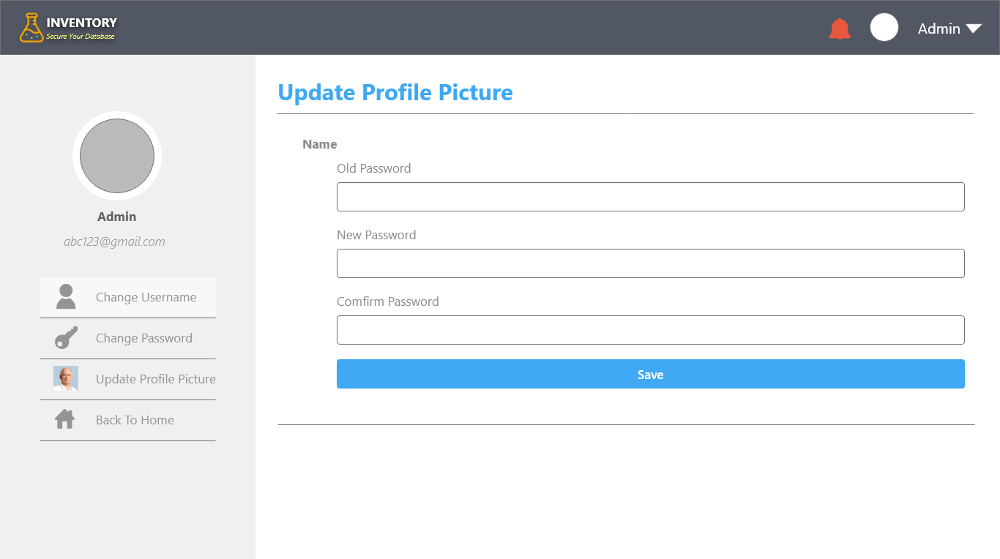 INVENTORY
Secure Your Database
Admin
Update Profile Picture
Name
Old Password
New Password
Comfirm Password
Save
Admin
abc123@gmail.com
Change Username
Change Password
Update Profile Picture
Back To Home